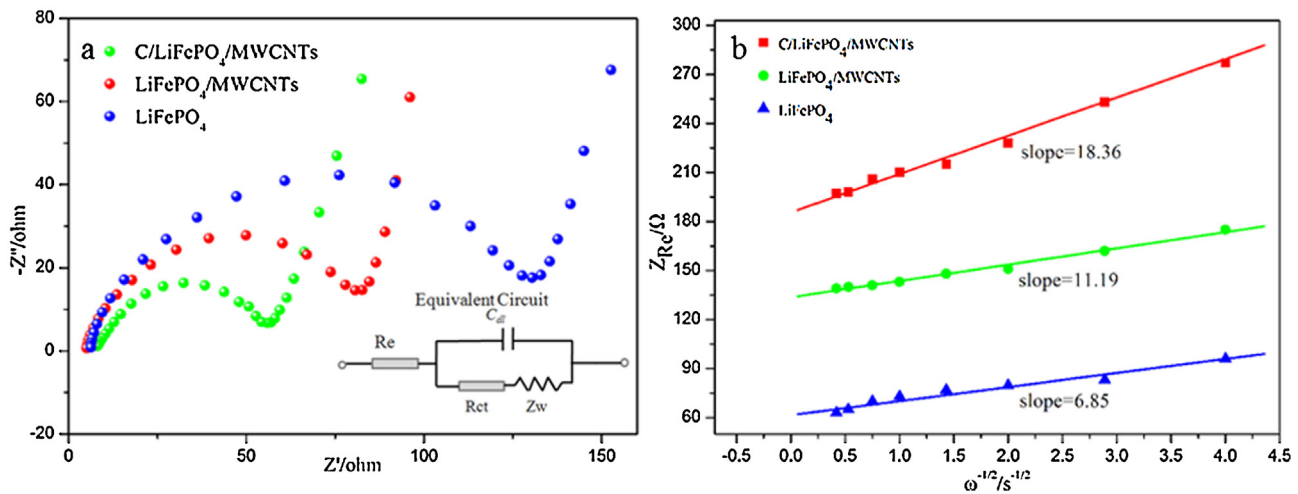 a
C/LiFePO4/MWCNTs
LiFePO4/MWCNTs
LiFePO4
80
60
40
20
0
-20
-Z''/ohm
0
50
100
150
Z'/ohm
Equivalent Circuit
Cdl
Re
Rct
Zw
b
C/LiFePO4/MWCNTs
LiFePO4/MWCNTs
LiFePO4
300
270
240
210
180
150
120
90
60
ZRe/Ω
slope=18.36
slope=11.19
slope=6.85
-0.5
0.0
0.5
1.0
1.5
2.0
2.5
3.0
3.5
4.0
4.5
ω-1/2/s-1/2